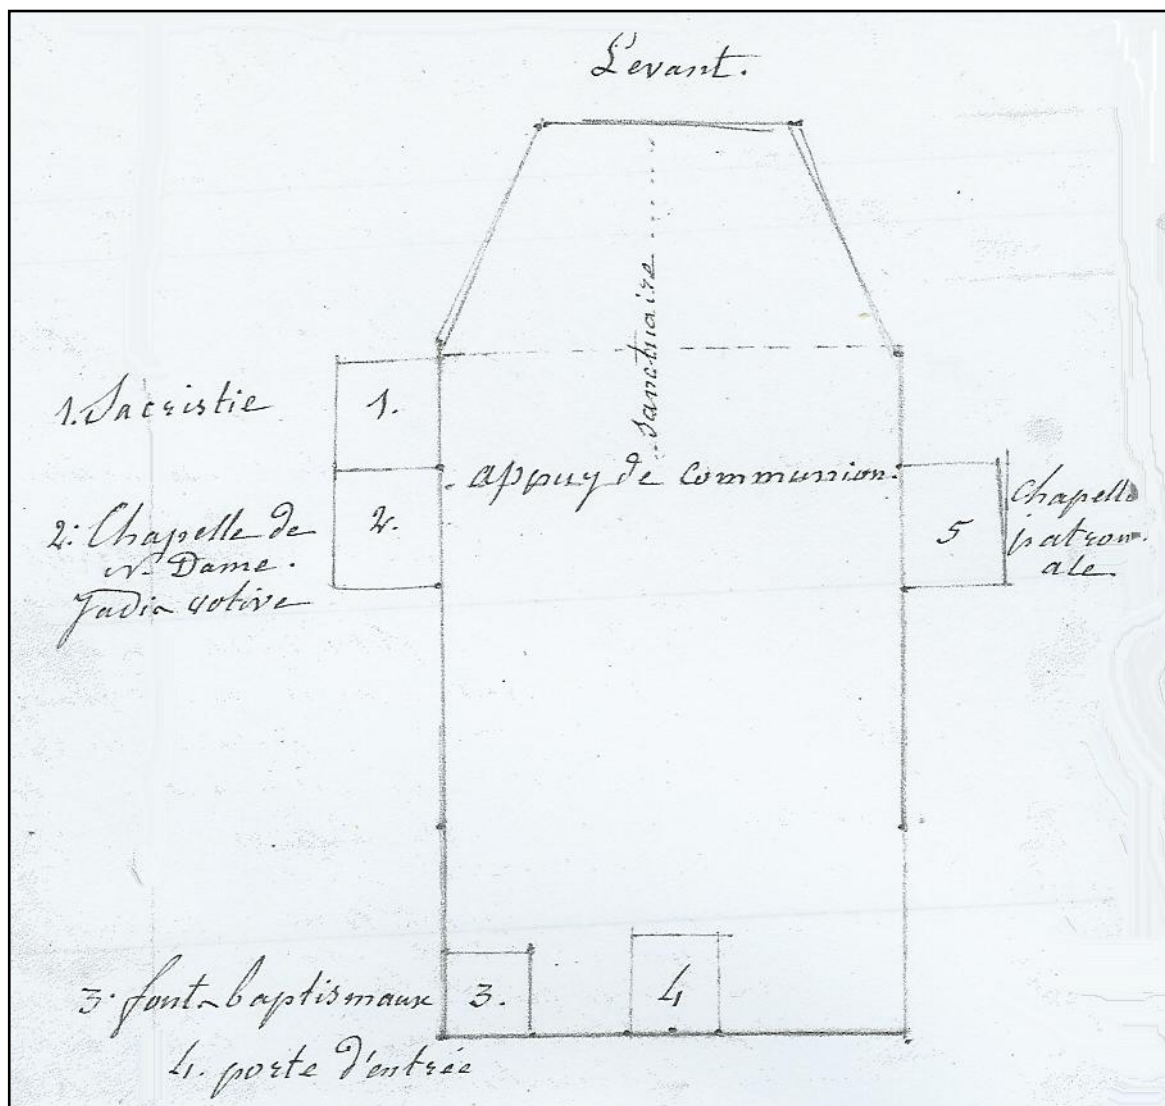 Levant.
Sanctuaire
1. Sacristie
1.
appuy de communion.
2: Chapelle de
N. Dame.
Jadis votive
2.
5
Chapelle
patron-
ale.
3. fonts baptismaux
3.
4
4. porte d'entrée